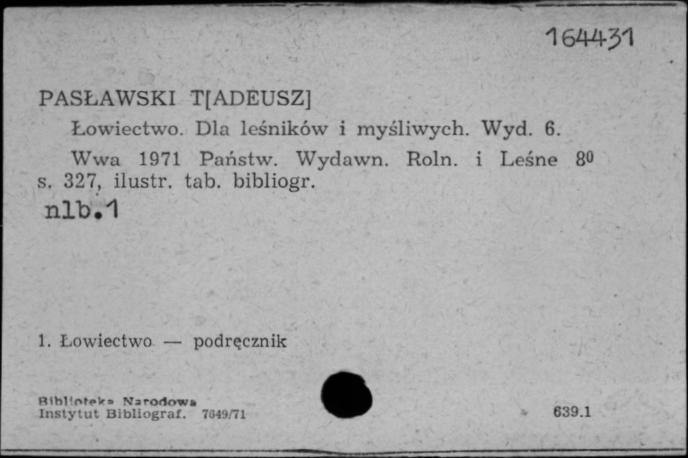 164431
PASŁAWSKI T[ADEUSZ]
Łowiectwo. Dla leśników i myśliwych. Wyd. 6.
Wwa 1971 Państw. Wydawn. Roln. i Leśne 8⁰
s. 327, ilustr. tab. bibliogr.
nlb.1
1. Łowiectwo — podręcznik
Biblioteka Narodowa
Instytut Bibliograf. 7649/71
639.1